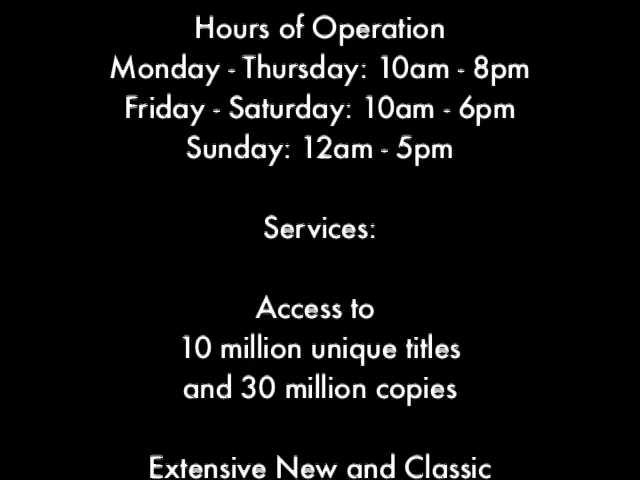 Hours of Operation
Monday - Thursday: 10am - 8pm
Friday - Saturday: 10am - 6pm
Sunday: 12am - 5pm
Services:
Access to
10 million unique titles
and 30 million copies
Extensive New and Classic